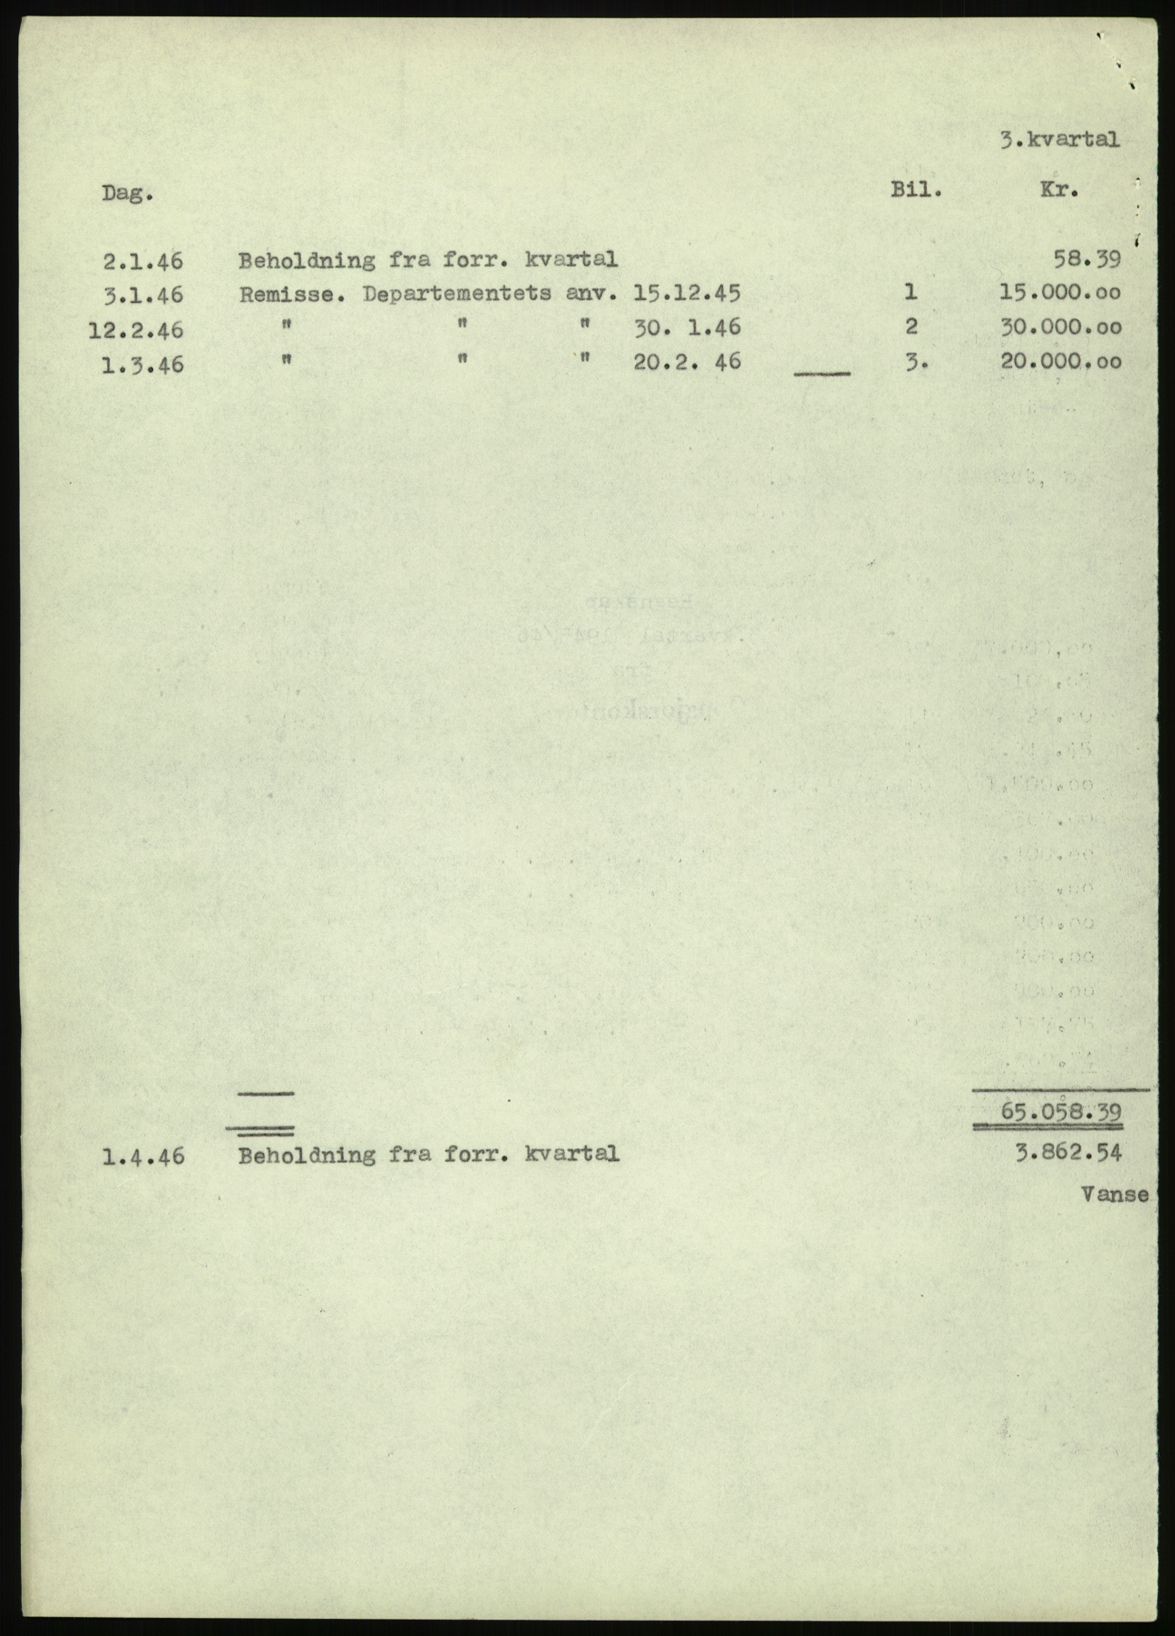 3.kvartal
Dag. Bil. Kr.
2.1.46 Beholdning fra forr. kvartal 58.39
3.1.46 Remisse. Departementets anv. 15.12.45 1 15.000.oo
12.2.46 " " " 30. 1.46 2 30.000.oo
1.3.46 " " " 20.2. 46 3. 20.000.oo
65.058.39
1.4.46 Beholdning fra forr. kvartal 3.862.54
Vanse